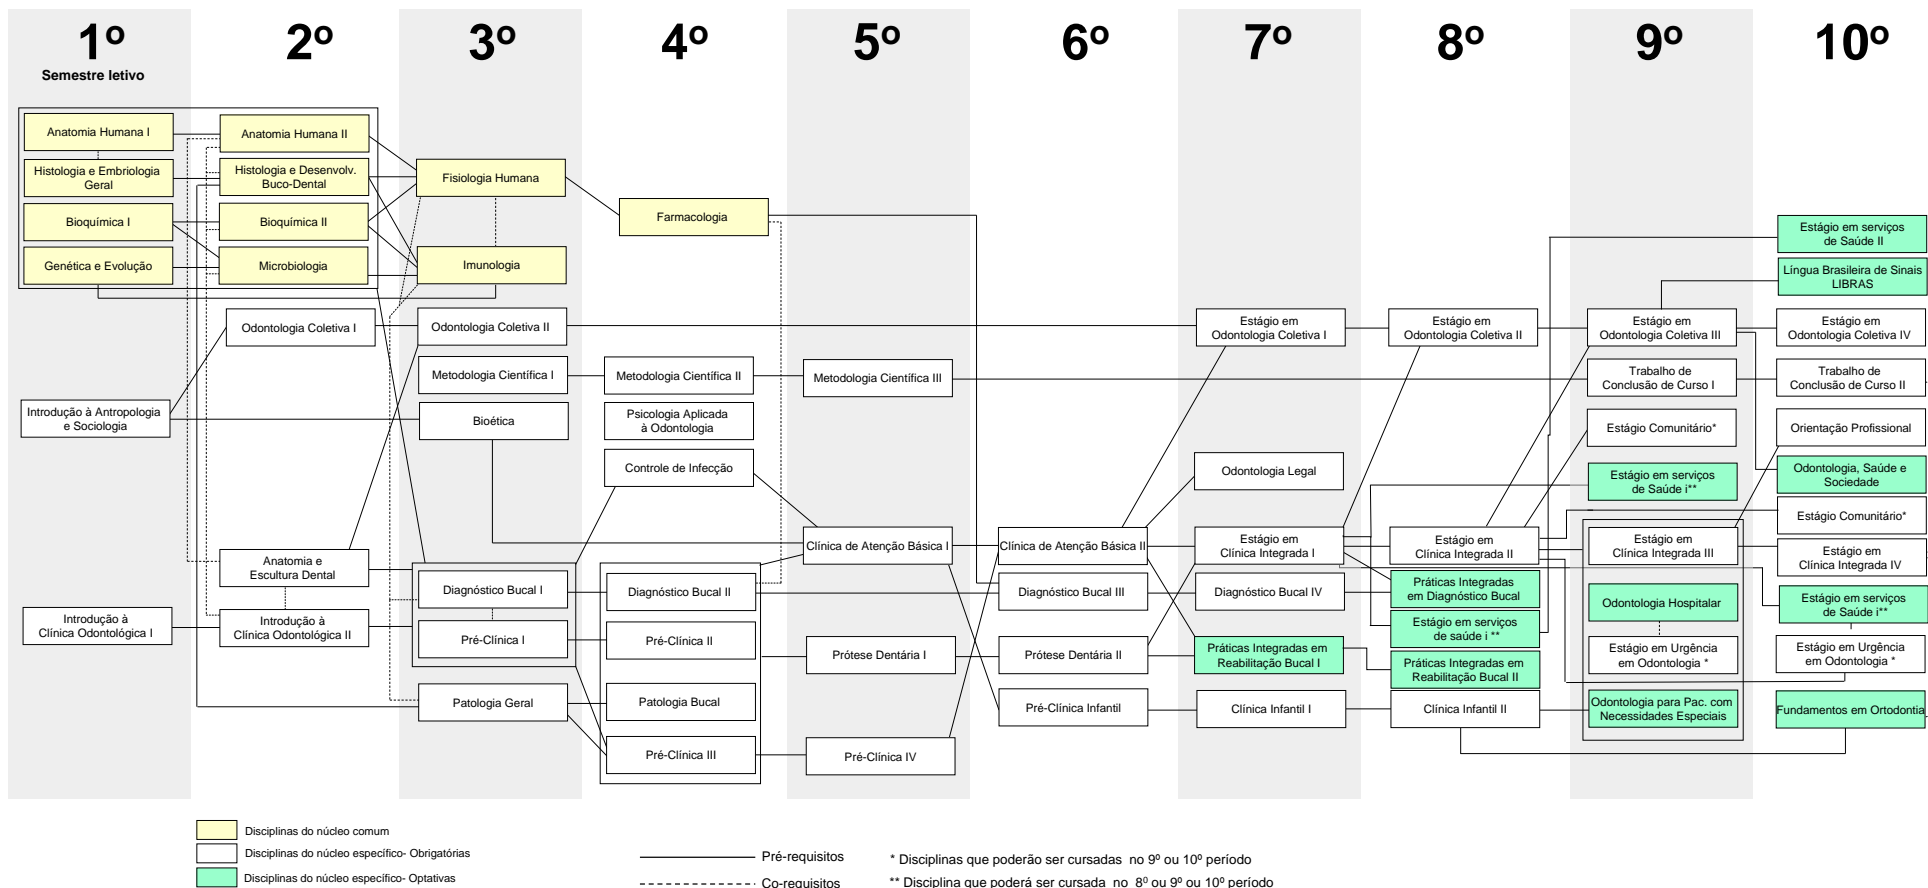 1º
Semestre letivo
Anatomia Humana I
Histologia e Embriologia
Geral
Bioquímica I
Genética e Evolução
Introdução à Antropologia
e Sociologia
Introdução à
Clínica Odontológica I
2º
Anatomia Humana II
Histologia e Desenvolv.
Buco-Dental
Bioquímica II
Microbiologia
Odontologia Coletiva I
Anatomia e
Escultura Dental
Introdução à
Clínica Odontológica II
3º
Fisiologia Humana
Imunologia
Odontologia Coletiva II
Metodologia Científica I
Bioética
Diagnóstico Bucal I
Pré-Clínica I
Patologia Geral
4º
Farmacologia
Metodologia Científica II
Psicologia Aplicada
à Odontologia
Controle de Infecção
Diagnóstico Bucal II
Pré-Clínica II
Patologia Bucal
Pré-Clínica III
5º
Metodologia Científica III
Clínica de Atenção Básica I
Prótese Dentária I
Pré-Clínica IV
6º
Clínica de Atenção Básica II
Diagnóstico Bucal III
Prótese Dentária II
Pré-Clínica Infantil
7º
Estágio em
Odontologia Coletiva I
Odontologia Legal
Estágio em
Clínica Integrada I
Diagnóstico Bucal IV
Práticas Integradas em
Reabilitação Bucal I
Clínica Infantil I
8º
Estágio em
Odontologia Coletiva II
Estágio em
Clínica Integrada II
Práticas Integradas
em Diagnóstico Bucal
Estágio em serviços
de saúde i **
Práticas Integradas em
Reabilitação Bucal II
Clínica Infantil II
9º
Estágio em
Odontologia Coletiva III
Trabalho de
Conclusão de Curso I
Estágio Comunitário*
Estágio em serviços
de Saúde i**
Estágio em
Clínica Integrada III
Odontologia Hospitalar
Estágio em Urgência
em Odontologia *
Odontologia para Pac. com
Necessidades Especiais
10º
Estágio em serviços
de Saúde II
Língua Brasileira de Sinais
LIBRAS
Estágio em
Odontologia Coletiva IV
Trabalho de
Conclusão de Curso II
Orientação Profissional
Odontologia, Saúde e
Sociedade
Estágio Comunitário*
Estágio em
Clínica Integrada IV
Estágio em serviços
de Saúde i**
Estágio em Urgência
em Odontologia *
Fundamentos em Ortodontia
Disciplinas do núcleo comum
Disciplinas do núcleo específico- Obrigatórias
Disciplinas do núcleo específico- Optativas
Pré-requisitos
Co-requisitos
* Disciplinas que poderão ser cursadas no 9º ou 10º período
** Disciplina que poderá ser cursada no 8º ou 9º ou 10º período